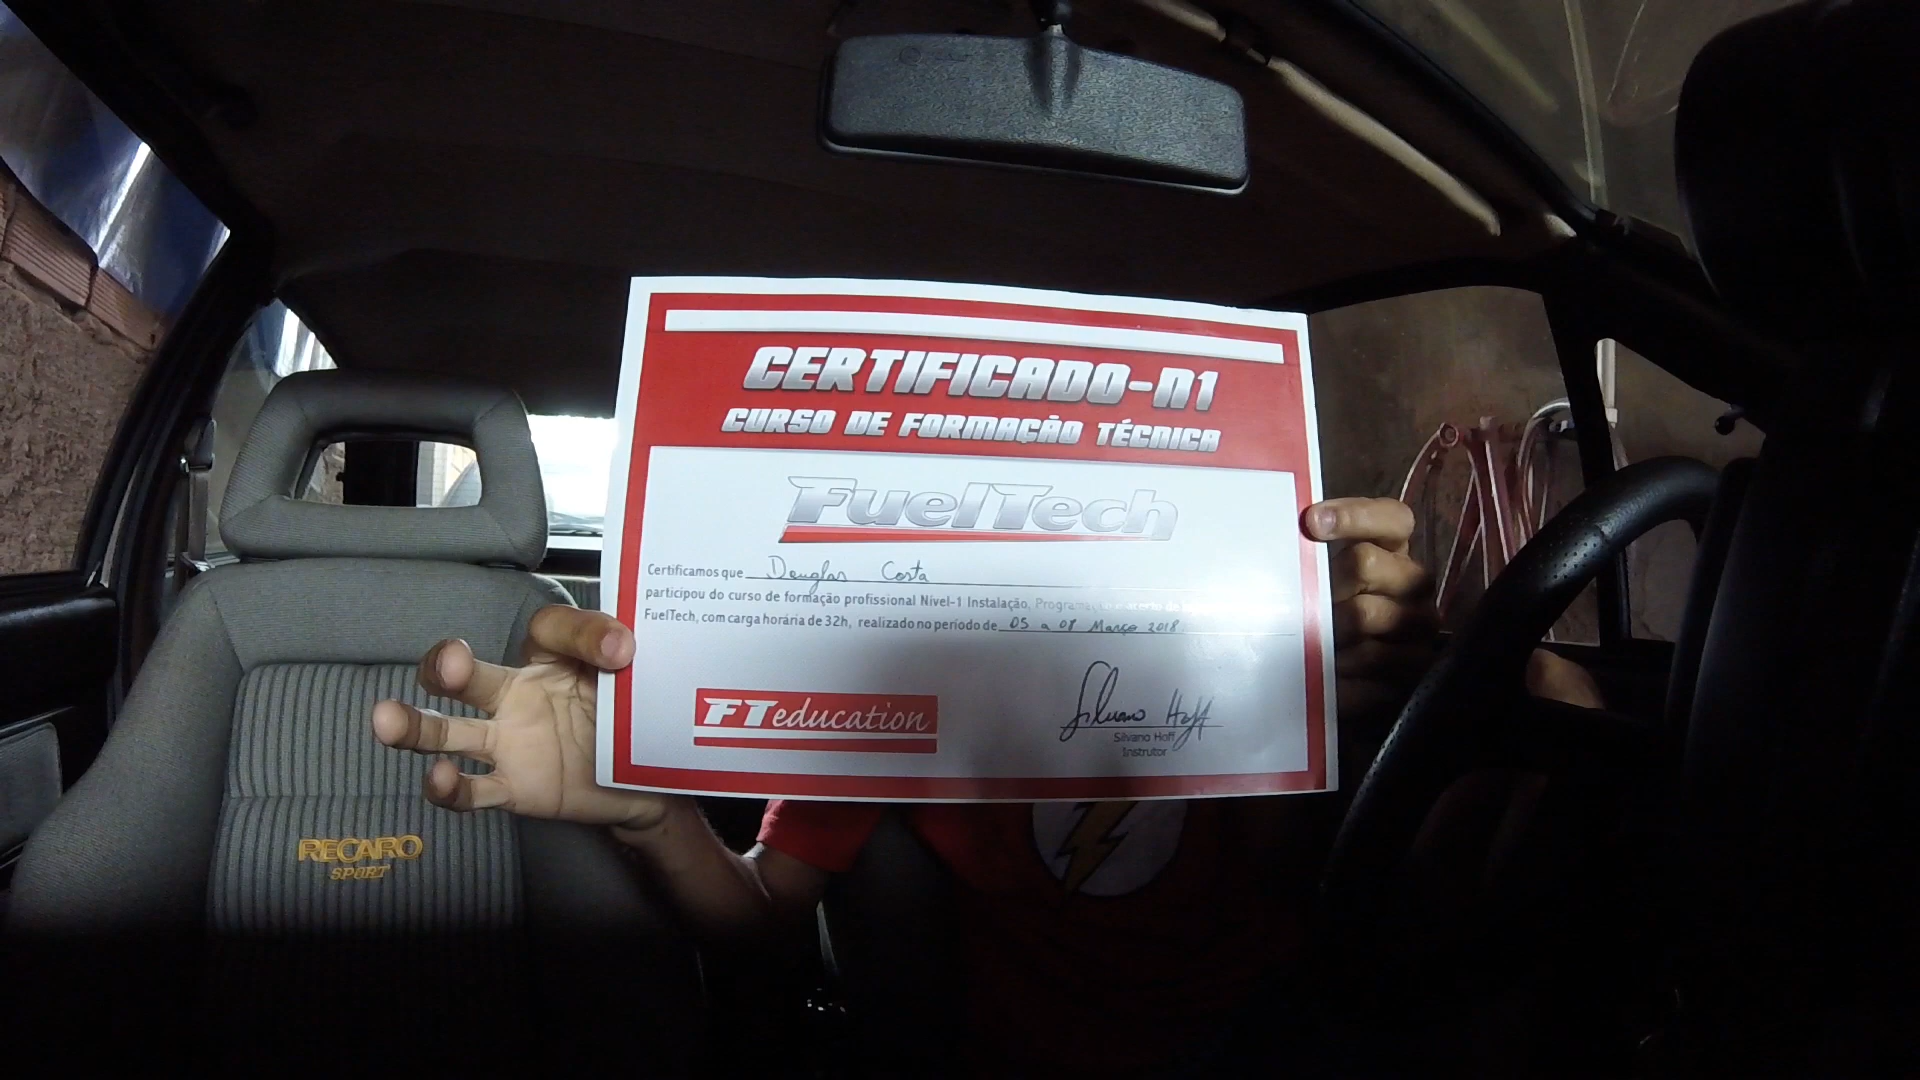 CERTIFICADO-N1
CURSO DE FORMAÇÃO TÉCNICA
FuelTech
Certificamos que Douglas Costa
participou do curso de formação profissional Nível-1 Instalação, Programação e acerto de
FuelTech, com carga horária de 32h, realizado no período de 05 a 08 Março 2018
FTeducation
Silvano Hoff
Silvano Hoff
Instrutor
RECARO
SPORT